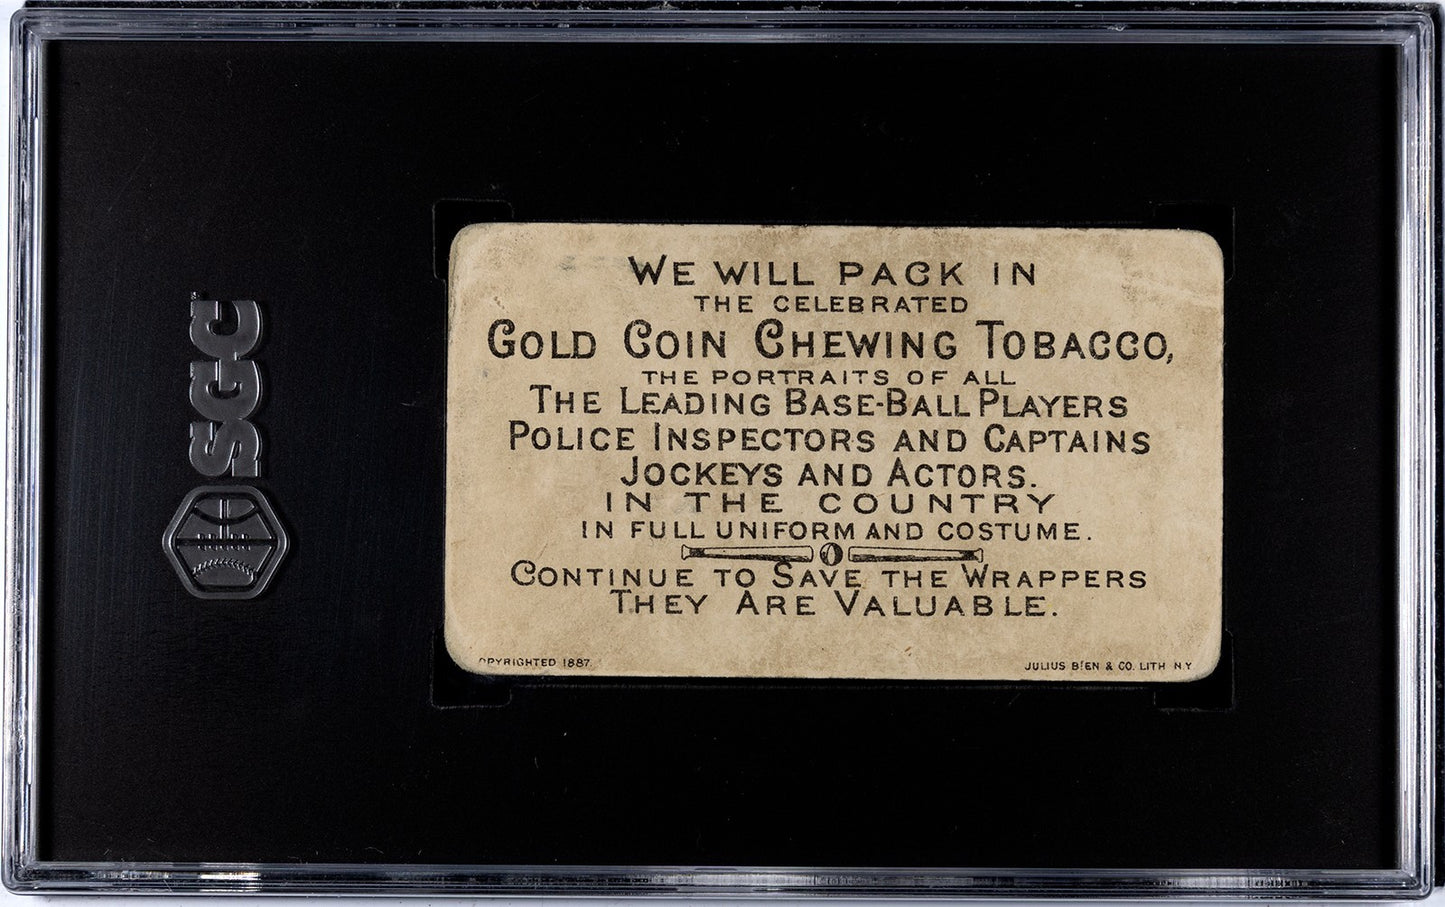 SGC
WE WILL PACK IN
THE CELEBRATED
GOLD COIN CHEWING TOBACCO,
THE PORTRAITS OF ALL
THE LEADING BASE-BALL PLAYERS
POLICE INSPECTORS AND CAPTAINS
JOCKEYS AND ACTORS.
IN THE COUNTRY
IN FULL UNIFORM AND COSTUME.
CONTINUE TO SAVE THE WRAPPERS
THEY ARE VALUABLE.
OPYRIGHTED 1887.
JULIUS BIEN & CO. LITH N.Y.